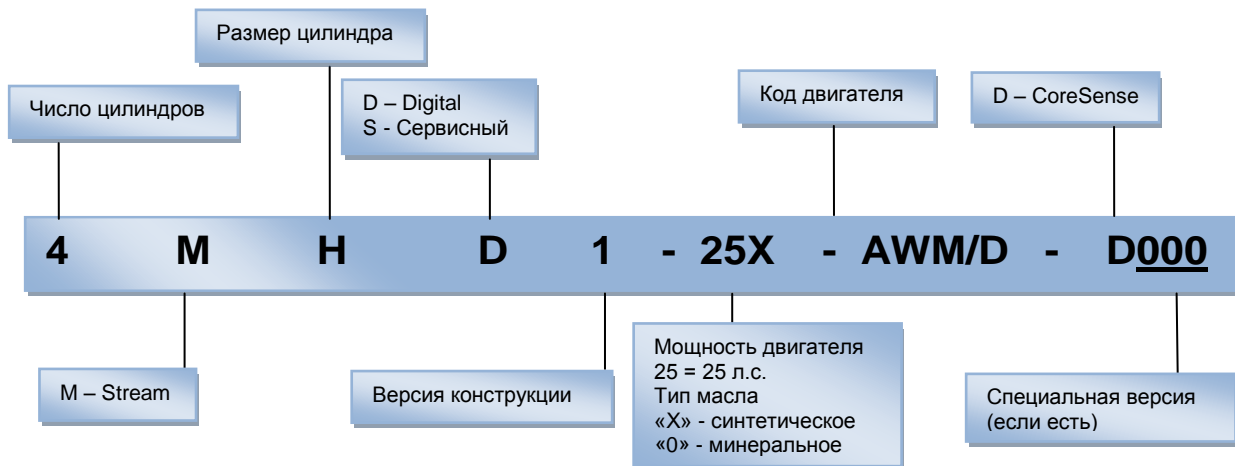 Размер цилиндра
Число цилиндров
D – Digital
S - Сервисный
Код двигателя
D – CoreSense
4 M H D 1 - 25X - AWM/D - D000
M – Stream
Версия конструкции
Мощность двигателя
25 = 25 л.с.
Тип масла
«X» - синтетическое
«0» - минеральное
Специальная версия
(если есть)